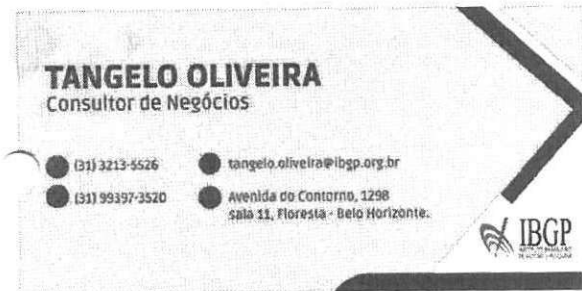 TANGELO OLIVEIRA
Consultor de Negócios
(31) 3213-5526
(31) 99397-3520
tangelo.oliveira@ibgp.org.br
Avenida do Contorno, 1298
sala 11, Floresta - Belo Horizonte.
IBGP